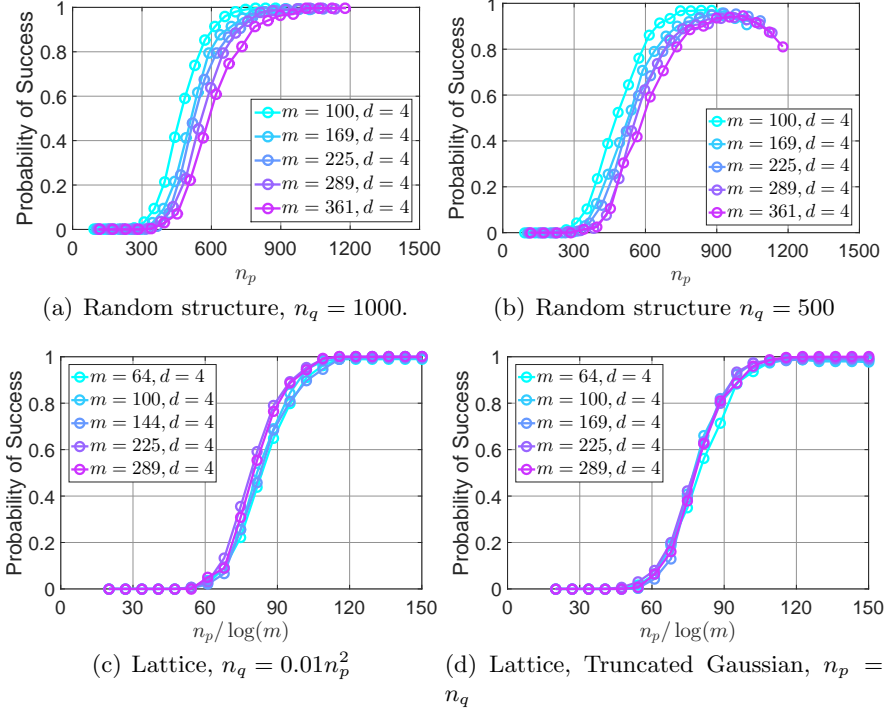 Probability of Success
1
0.8
0.6
0.4
0.2
0
m = 100, d = 4
m = 169, d = 4
m = 225, d = 4
m = 289, d = 4
m = 361, d = 4
300 600 900 1200 1500
n_p
(a) Random structure, n_q = 1000.
Probability of Success
1
0.8
0.6
0.4
0.2
0
m = 100, d = 4
m = 169, d = 4
m = 225, d = 4
m = 289, d = 4
m = 361, d = 4
300 600 900 1200 1500
n_p
(b) Random structure n_q = 500
Probability of Success
1
0.8
0.6
0.4
0.2
0
m = 64, d = 4
m = 100, d = 4
m = 144, d = 4
m = 225, d = 4
m = 289, d = 4
0 30 60 90 120 150
n_p / log(m)
(c) Lattice, n_q = 0.01n_p^2
Probability of Success
1
0.8
0.6
0.4
0.2
0
m = 64, d = 4
m = 100, d = 4
m = 169, d = 4
m = 225, d = 4
m = 289, d = 4
0 30 60 90 120 150
n_p / log(m)
(d) Lattice, Truncated Gaussian, n_p =
n_q